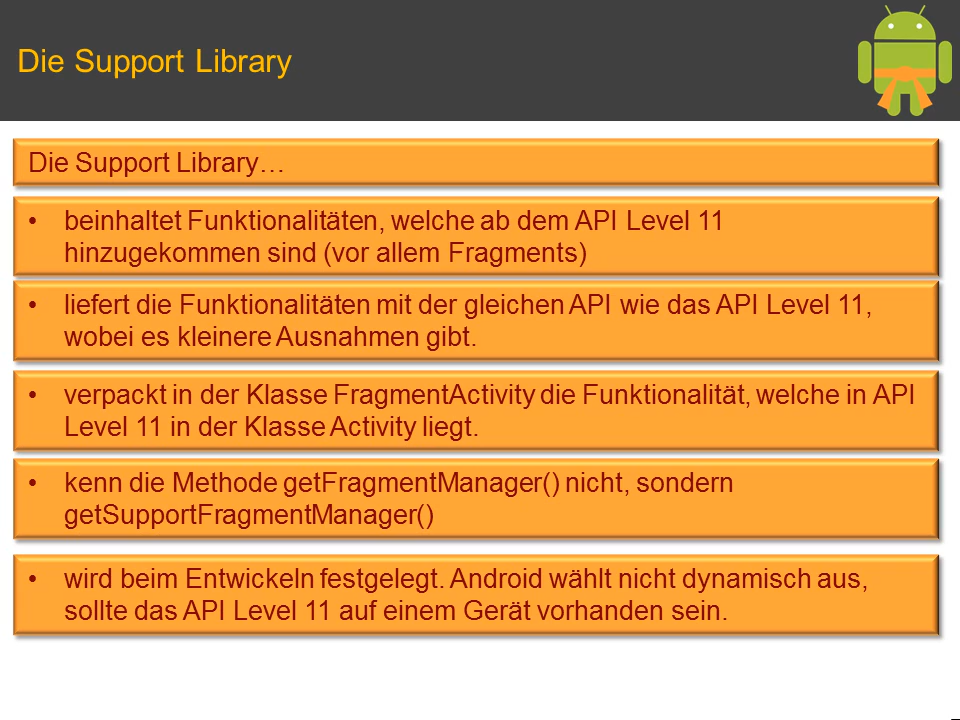 Die Support Library
Die Support Library…
• beinhaltet Funktionalitäten, welche ab dem API Level 11
hinzugekommen sind (vor allem Fragments)
• liefert die Funktionalitäten mit der gleichen API wie das API Level 11,
wobei es kleinere Ausnahmen gibt.
• verpackt in der Klasse FragmentActivity die Funktionalität, welche in API
Level 11 in der Klasse Activity liegt.
• kenn die Methode getFragmentManager() nicht, sondern
getSupportFragmentManager()
• wird beim Entwickeln festgelegt. Android wählt nicht dynamisch aus,
sollte das API Level 11 auf einem Gerät vorhanden sein.